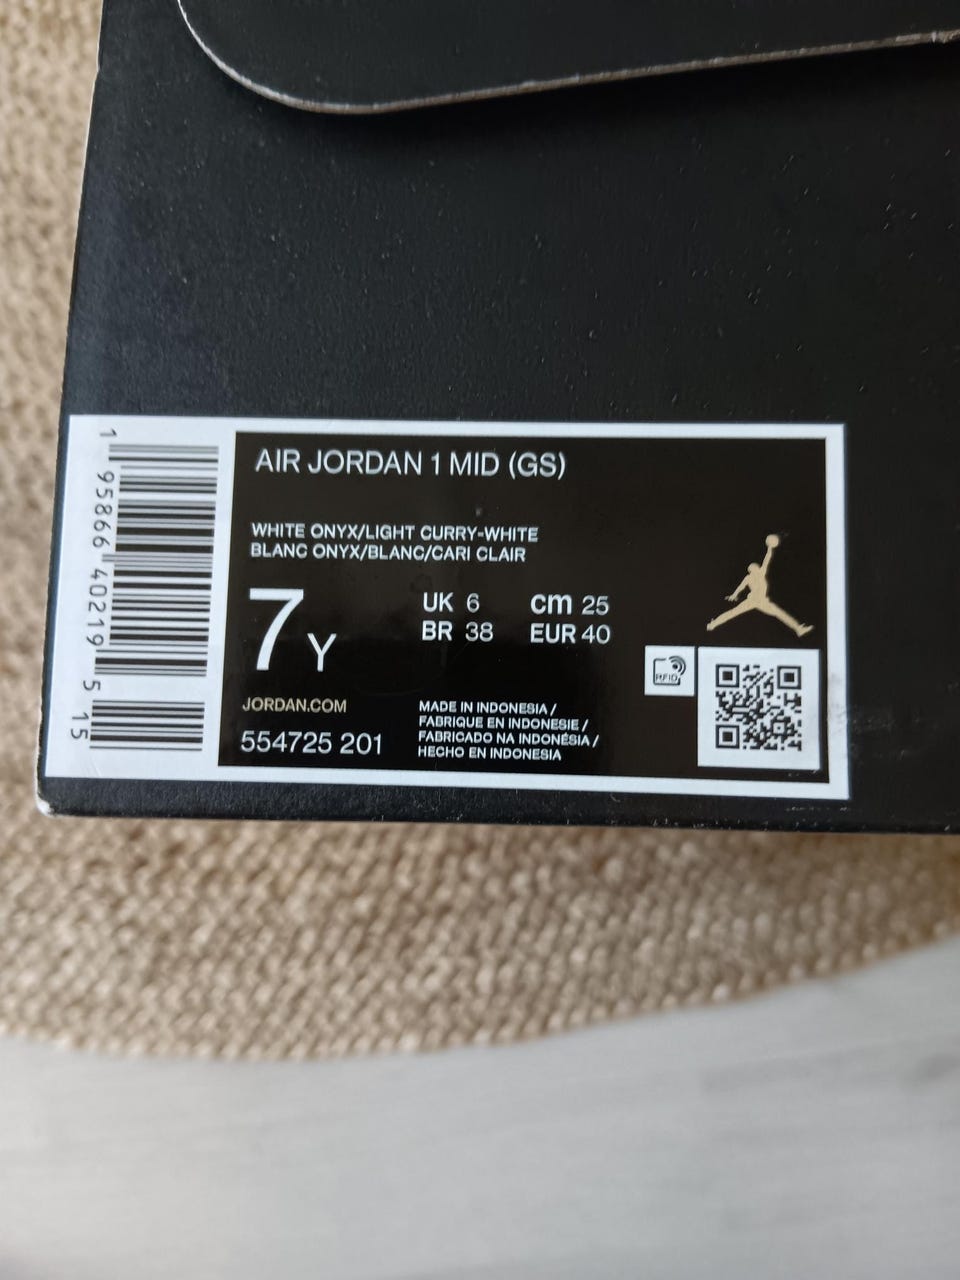 AIR JORDAN 1 MID (GS)
WHITE ONYX/LIGHT CURRY-WHITE
BLANC ONYX/BLANC/CARI CLAIR
7 Y
UK 6 cm 25
BR 38 EUR 40
JORDAN.COM
554725 201
MADE IN INDONESIA /
FABRIQUE EN INDONESIE /
FABRICADO NA INDONÉSIA /
HECHO EN INDONESIA
RFID
1 95866 40219 5 15